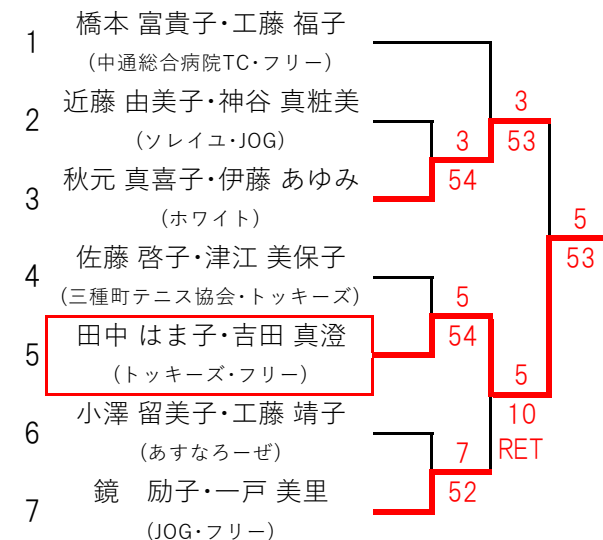 1
橋本 富貴子・工藤 福子
(中通総合病院TC・フリー)
2
近藤 由美子・神谷 真粧美
(ソレイユ・JOG)
3
秋元 真喜子・伊藤 あゆみ
(ホワイト)
4
佐藤 啓子・津江 美保子
(三種町テニス協会・トッキーズ)
5
田中 はま子・吉田 真澄
(トッキーズ・フリー)
6
小澤 留美子・工藤 靖子
(あすなろーぜ)
7
鏡　励子・一戸 美里
(JOG・フリー)
3
54
5
54
7
52
3
53
5
10
RET
5
53